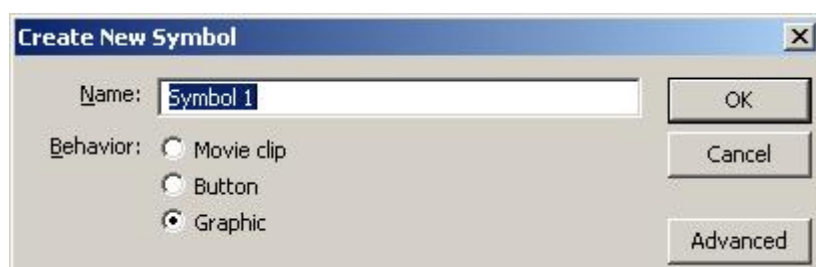 Create New Symbol
Name: Symbol 1 OK
Behavior: Movie clip Cancel
Button
Graphic
Advanced